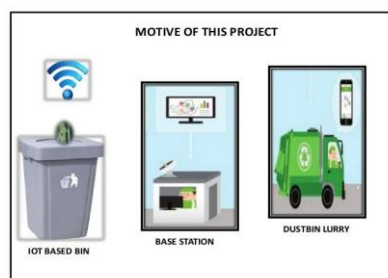 MOTIVE OF THIS PROJECT
IOT BASED BIN
BASE STATION
DUSTBIN LURRY